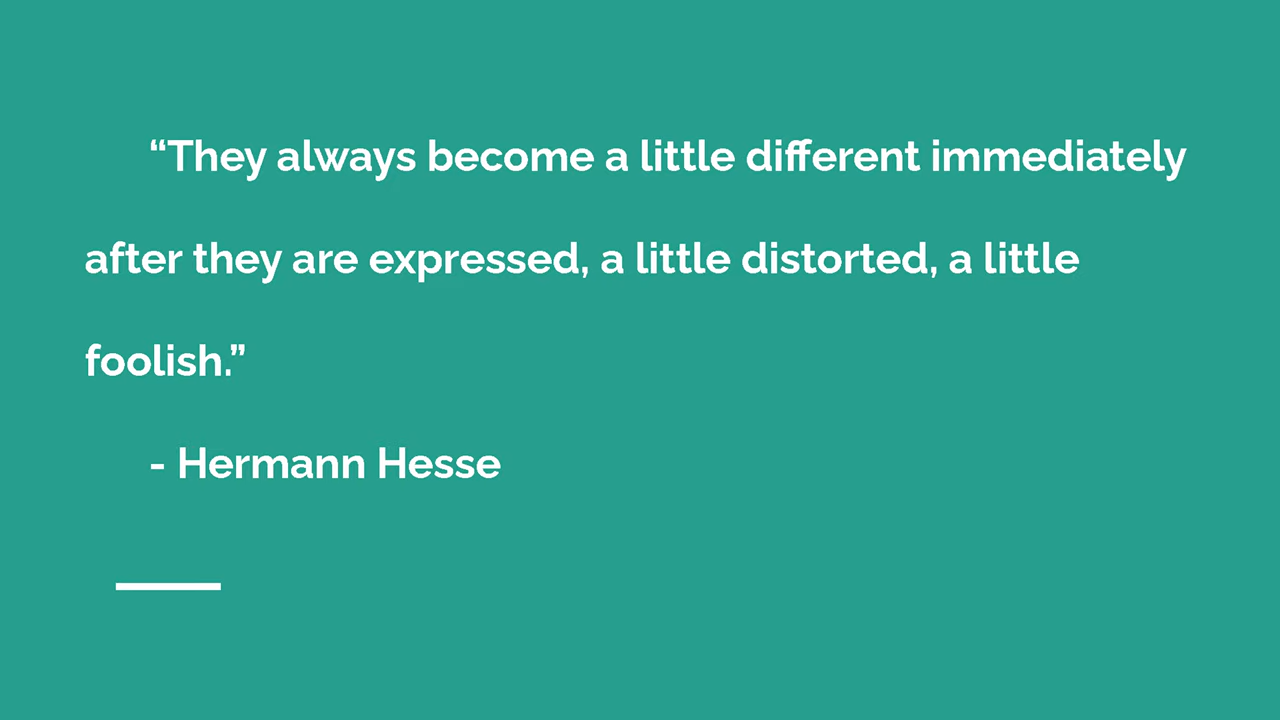 “They always become a little different immediately
after they are expressed, a little distorted, a little
foolish.”
- Hermann Hesse